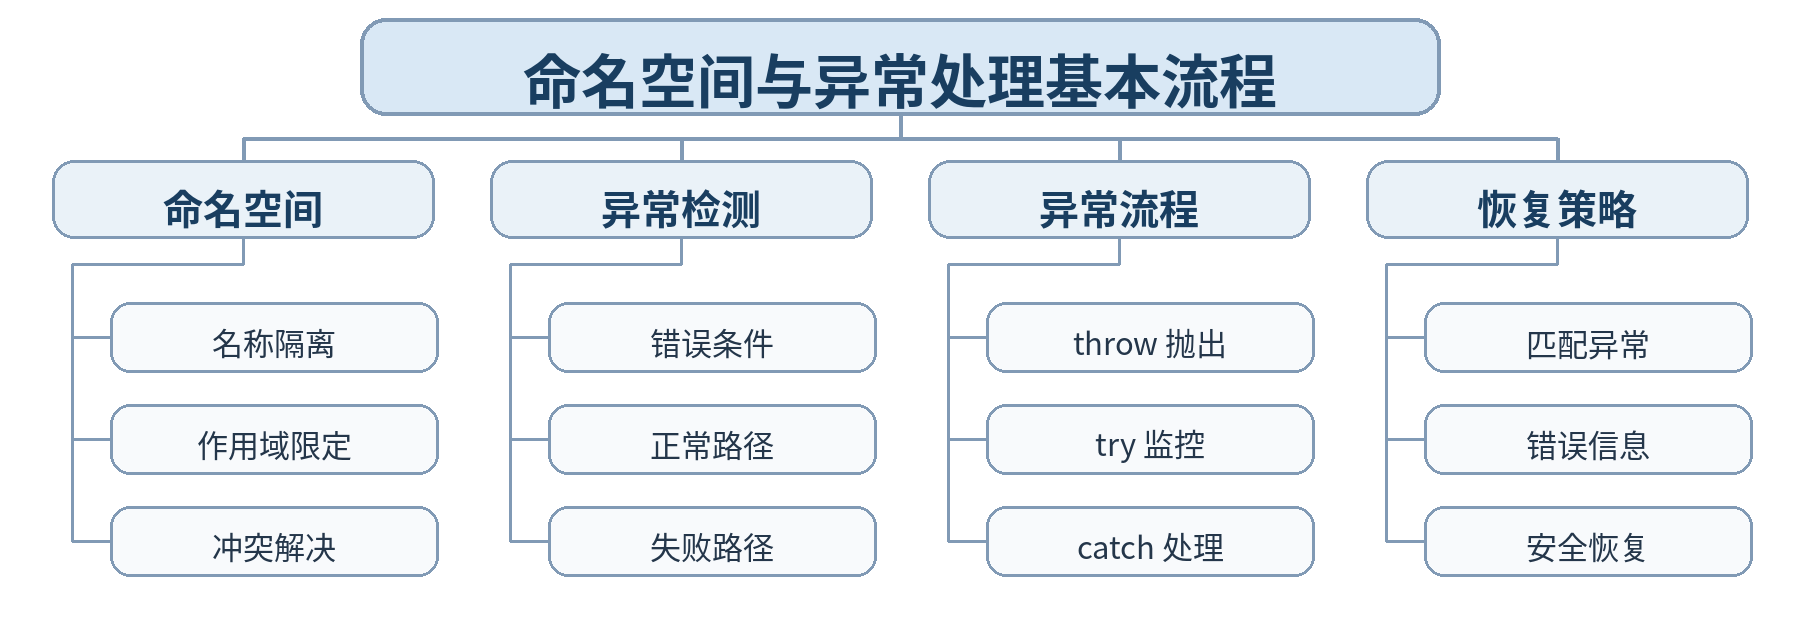 命名空间与异常处理基本流程
命名空间
异常检测
异常流程
恢复策略
名称隔离
错误条件
throw 抛出
匹配异常
作用域限定
正常路径
try 监控
错误信息
冲突解决
失败路径
catch 处理
安全恢复